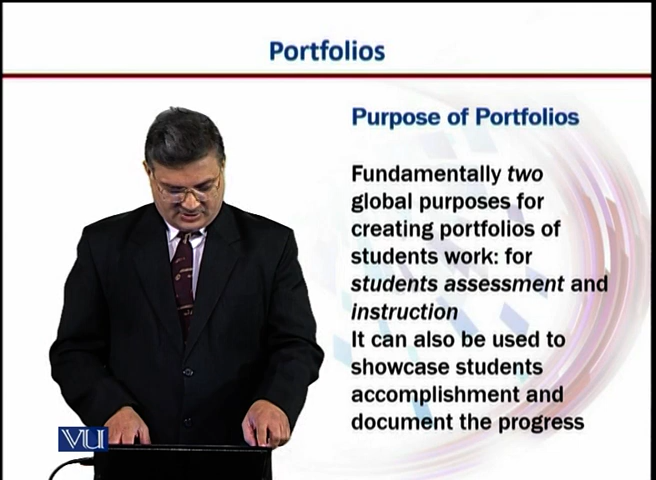 Portfolios
Purpose of Portfolios
Fundamentally two
global purposes for
creating portfolios of
students work: for
students assessment and
instruction
It can also be used to
showcase students
accomplishment and
document the progress
VU